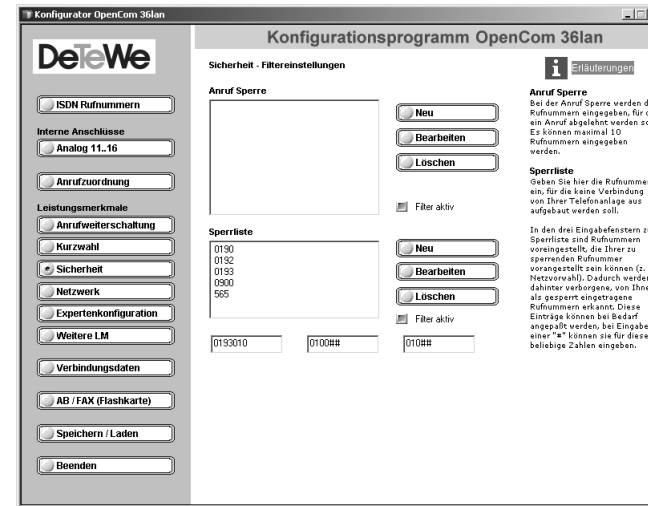 Konfigurator OpenCom 36lan
DeTeWe
Konfigurationsprogramm OpenCom 36lan
ISDN Rufnummern
Interne Anschlüsse
Analog 11..16
Anrufzuordnung
Leistungsmerkmale
Anrufweiterschaltung
Kurzwahl
Sicherheit
Netzwerk
Expertenkonfiguration
Weitere LM
Verbindungsdaten
AB / FAX (Flashkarte)
Speichern / Laden
Beenden
Sicherheit - Filtereinstellungen
Anruf Sperre
Neu
Bearbeiten
Löschen
Filter aktiv
Sperrliste
0190
0192
0193
0900
565
Neu
Bearbeiten
Löschen
Filter aktiv
0193010
0100##
010##
i Erläuterungen
Anruf Sperre
Bei der Anruf Sperre werden d
Rufnummern eingegeben, für d
ein Anruf abgelehnt werden so
Es können maximal 10
Rufnummern eingegeben
werden.
Sperrliste
Geben Sie hier die Rufnummer
ein, für die keine Verbindung
von Ihrer Telefonanlage aus
aufgebaut werden soll.
In den drei Eingabefenstern zu
Sperrliste sind Rufnummern
voreingestellt, die Ihrer zu
sperrenden Rufnummer
vorangestellt sein können (z.
Netzvorwahl). Dadurch werden
dahinter verborgene, von Ihne
als gesperrt eingetragene
Rufnummern erkannt. Diese
Einträge können bei Bedarf
angepaßt werden, bei Eingabe
einer "#" können sie für diese
beliebige Zahlen eingeben.